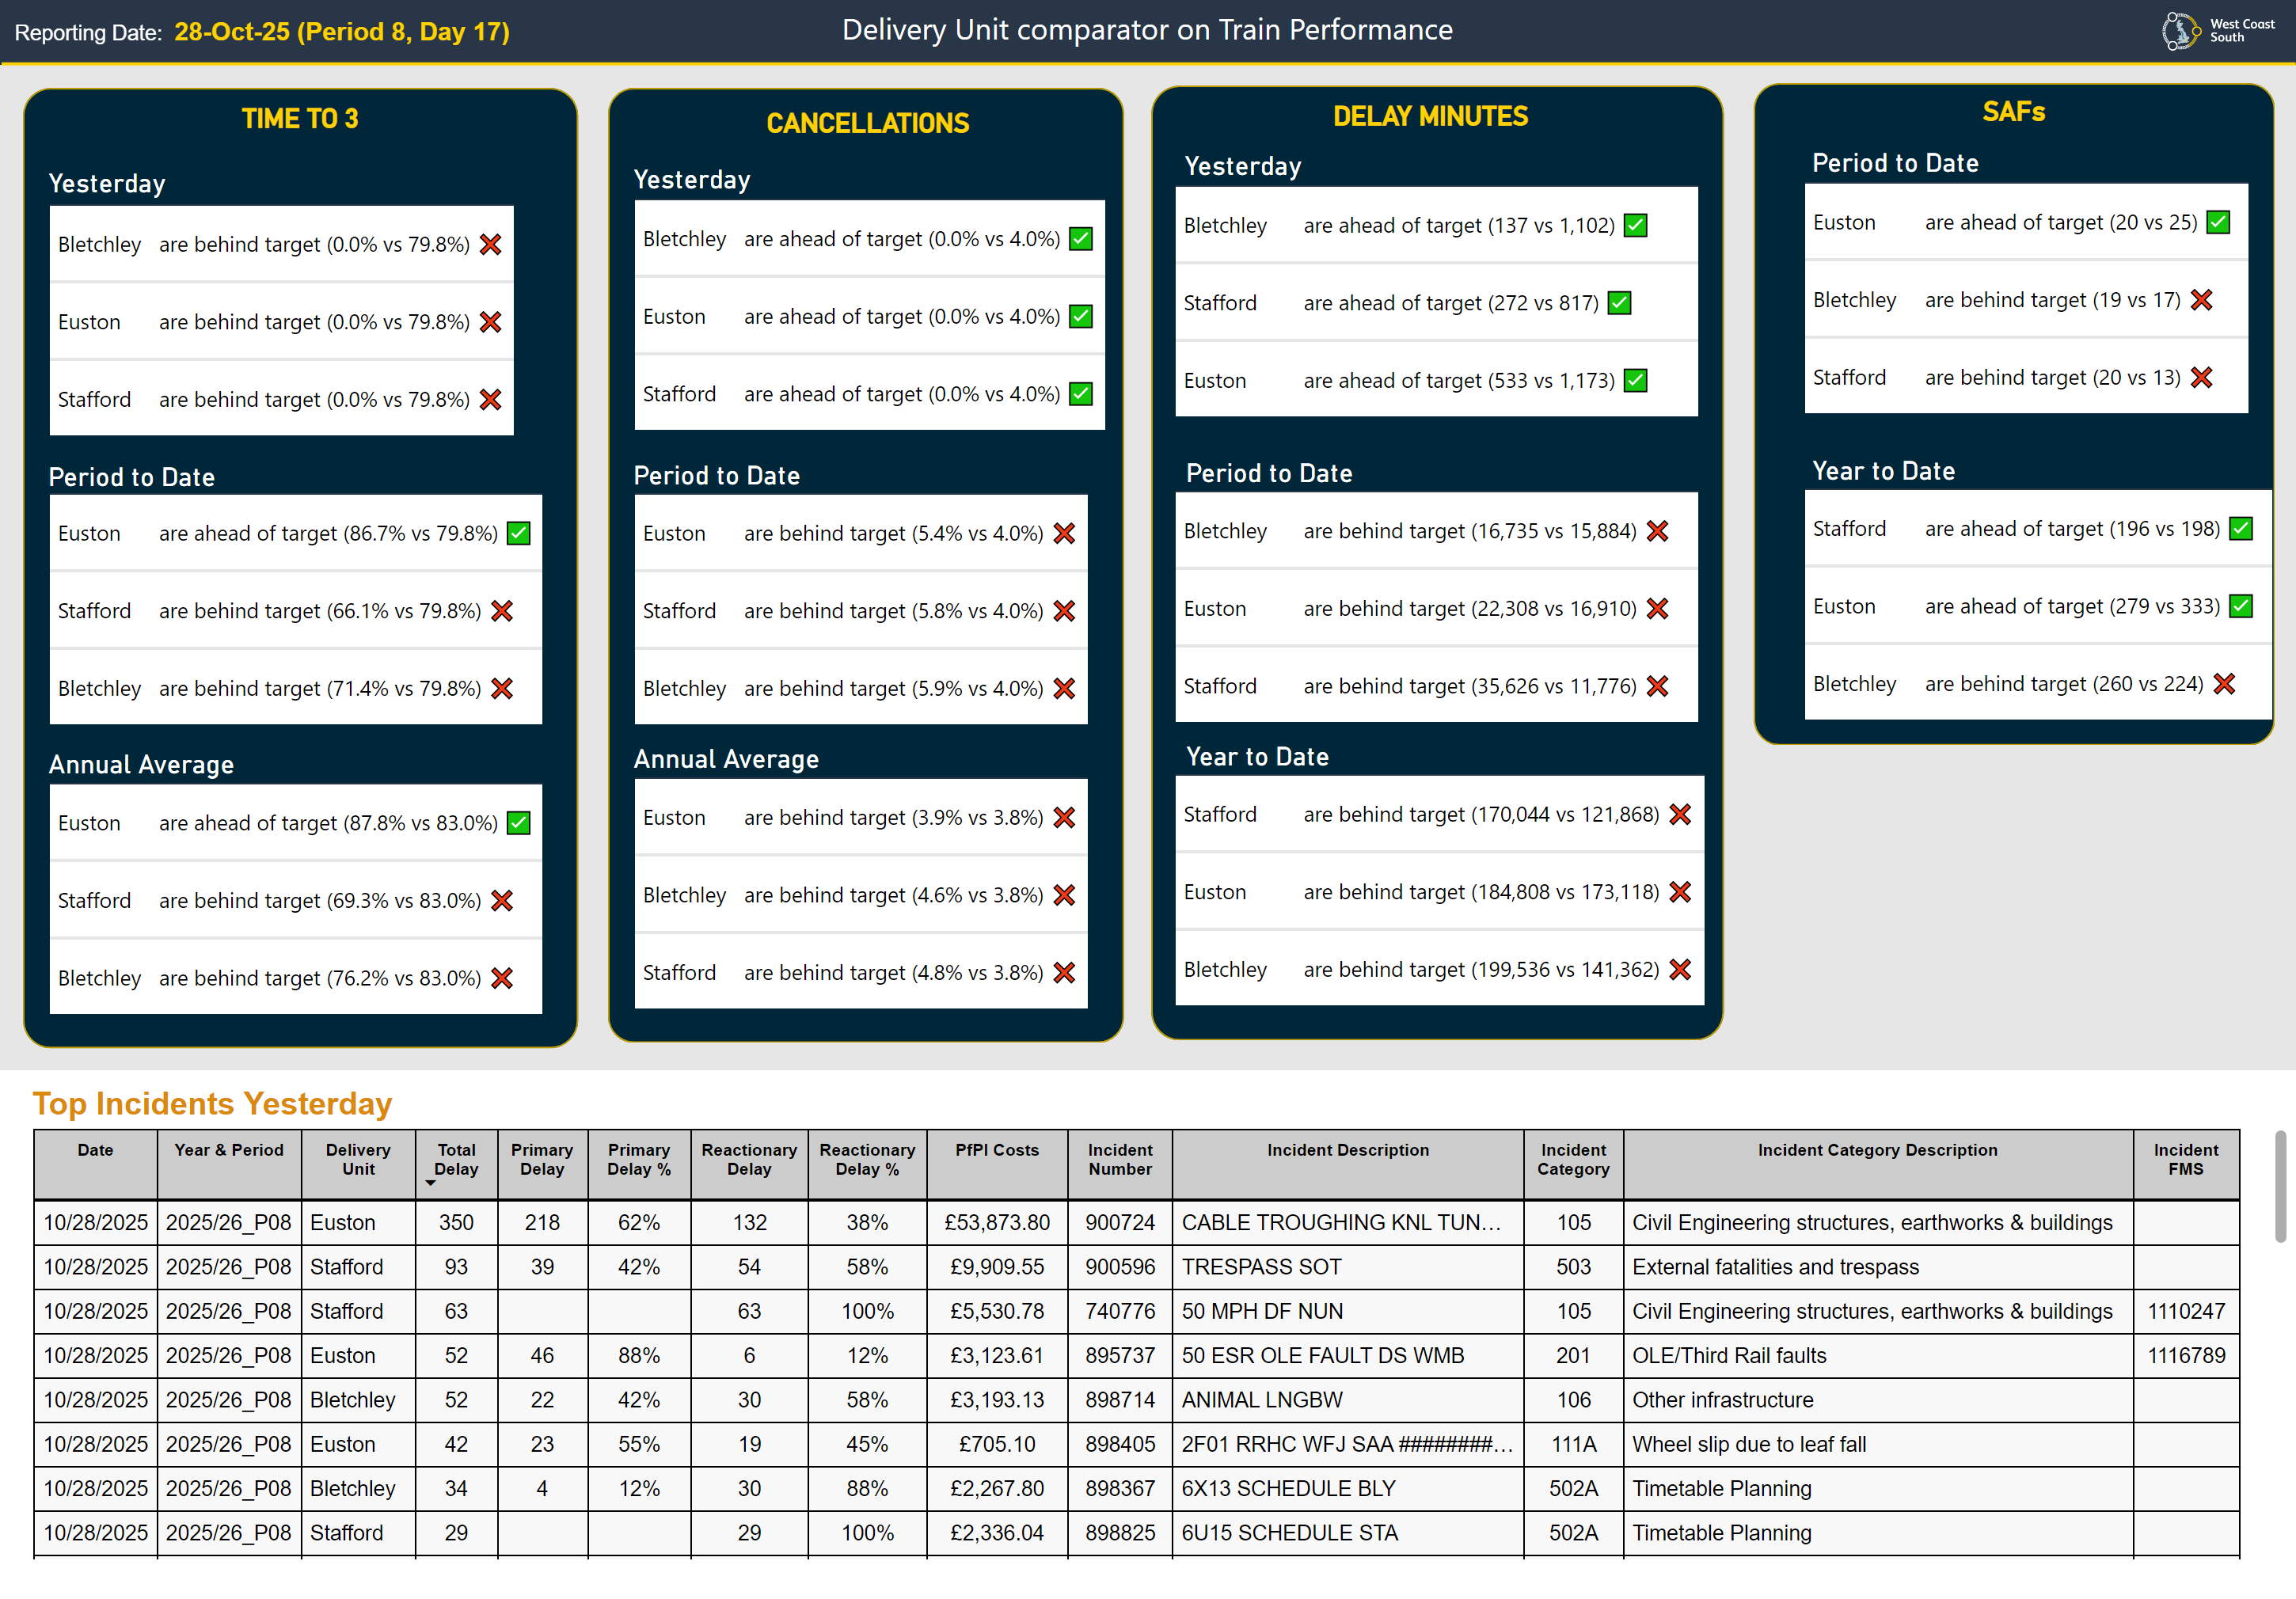 Reporting Date: 28-Oct-25 (Period 8, Day 17)
Delivery Unit comparator on Train Performance
West Coast
South
TIME TO 3
Yesterday
Bletchley are behind target (0.0% vs 79.8%) ❌
Euston are behind target (0.0% vs 79.8%) ❌
Stafford are behind target (0.0% vs 79.8%) ❌
Period to Date
Euston are ahead of target (86.7% vs 79.8%) ✅
Stafford are behind target (66.1% vs 79.8%) ❌
Bletchley are behind target (71.4% vs 79.8%) ❌
Annual Average
Euston are ahead of target (87.8% vs 83.0%) ✅
Stafford are behind target (69.3% vs 83.0%) ❌
Bletchley are behind target (76.2% vs 83.0%) ❌
CANCELLATIONS
Yesterday
Bletchley are ahead of target (0.0% vs 4.0%) ✅
Euston are ahead of target (0.0% vs 4.0%) ✅
Stafford are ahead of target (0.0% vs 4.0%) ✅
Period to Date
Euston are behind target (5.4% vs 4.0%) ❌
Stafford are behind target (5.8% vs 4.0%) ❌
Bletchley are behind target (5.9% vs 4.0%) ❌
Annual Average
Euston are behind target (3.9% vs 3.8%) ❌
Bletchley are behind target (4.6% vs 3.8%) ❌
Stafford are behind target (4.8% vs 3.8%) ❌
DELAY MINUTES
Yesterday
Bletchley are ahead of target (137 vs 1,102) ✅
Stafford are ahead of target (272 vs 817) ✅
Euston are ahead of target (533 vs 1,173) ✅
Period to Date
Bletchley are behind target (16,735 vs 15,884) ❌
Euston are behind target (22,308 vs 16,910) ❌
Stafford are behind target (35,626 vs 11,776) ❌
Year to Date
Stafford are behind target (170,044 vs 121,868) ❌
Euston are behind target (184,808 vs 173,118) ❌
Bletchley are behind target (199,536 vs 141,362) ❌
SAFs
Period to Date
Euston are ahead of target (20 vs 25) ✅
Bletchley are behind target (19 vs 17) ❌
Stafford are behind target (20 vs 13) ❌
Year to Date
Stafford are ahead of target (196 vs 198) ✅
Euston are ahead of target (279 vs 333) ✅
Bletchley are behind target (260 vs 224) ❌
Top Incidents Yesterday
Date Year & Period Delivery Unit Total Delay Primary Delay Primary Delay % Reactionary Delay Reactionary Delay % PfPI Costs Incident Number Incident Description Incident Category Incident Category Description Incident FMS
10/28/2025 2025/26_P08 Euston 350 218 62% 132 38% £53,873.80 900724 CABLE TROUGHING KNL TUN... 105 Civil Engineering structures, earthworks & buildings
10/28/2025 2025/26_P08 Stafford 93 39 42% 54 58% £9,909.55 900596 TRESPASS SOT 503 External fatalities and trespass
10/28/2025 2025/26_P08 Stafford 63 63 100% £5,530.78 740776 50 MPH DF NUN 105 Civil Engineering structures, earthworks & buildings 1110247
10/28/2025 2025/26_P08 Euston 52 46 88% 6 12% £3,123.61 895737 50 ESR OLE FAULT DS WMB 201 OLE/Third Rail faults 1116789
10/28/2025 2025/26_P08 Bletchley 52 22 42% 30 58% £3,193.13 898714 ANIMAL LNGBW 106 Other infrastructure
10/28/2025 2025/26_P08 Euston 42 23 55% 19 45% £705.10 898405 2F01 RRHC WFJ SAA ########... 111A Wheel slip due to leaf fall
10/28/2025 2025/26_P08 Bletchley 34 4 12% 30 88% £2,267.80 898367 6X13 SCHEDULE BLY 502A Timetable Planning
10/28/2025 2025/26_P08 Stafford 29 29 100% £2,336.04 898825 6U15 SCHEDULE STA 502A Timetable Planning